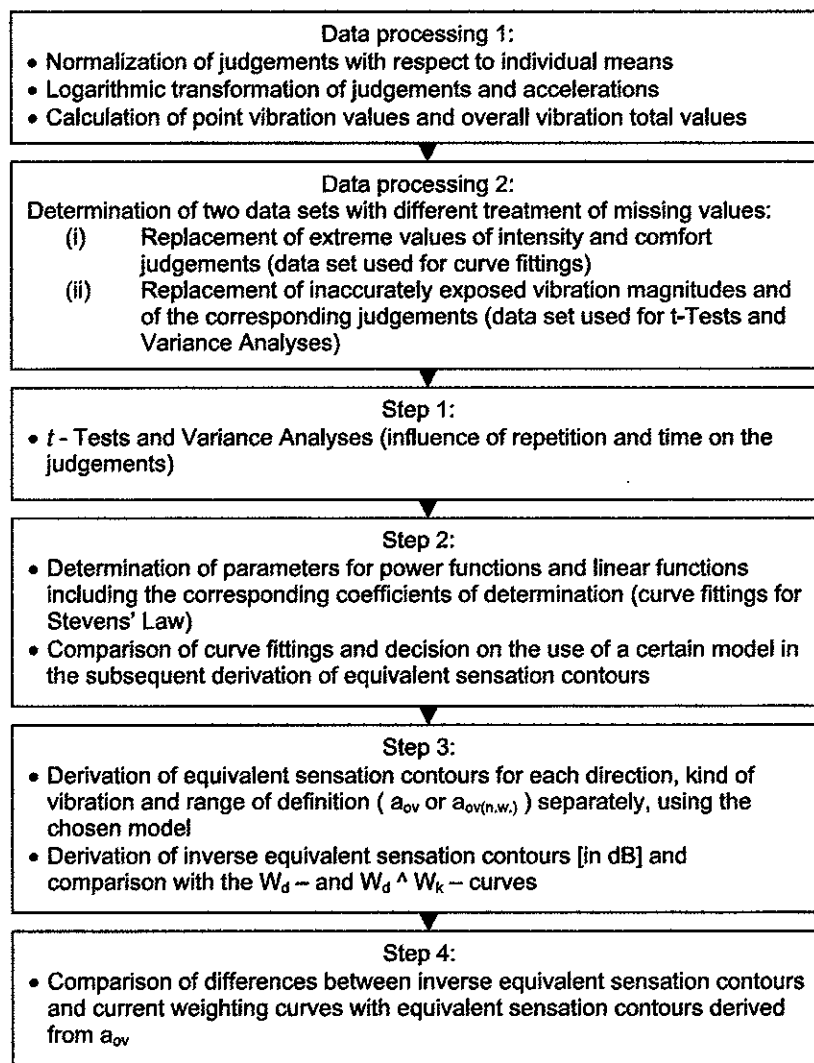 Data processing 1:
• Normalization of judgements with respect to individual means
• Logarithmic transformation of judgements and accelerations
• Calculation of point vibration values and overall vibration total values
Data processing 2:
Determination of two data sets with different treatment of missing values:
(i) Replacement of extreme values of intensity and comfort
judgements (data set used for curve fittings)
(ii) Replacement of inaccurately exposed vibration magnitudes and
of the corresponding judgements (data set used for t-Tests and
Variance Analyses)
Step 1:
• t - Tests and Variance Analyses (influence of repetition and time on the
judgements)
Step 2:
• Determination of parameters for power functions and linear functions
including the corresponding coefficients of determination (curve fittings for
Stevens' Law)
• Comparison of curve fittings and decision on the use of a certain model in
the subsequent derivation of equivalent sensation contours
Step 3:
• Derivation of equivalent sensation contours for each direction, kind of
vibration and range of definition ( a_ov or a_ov(n.w.) ) separately, using the
chosen model
• Derivation of inverse equivalent sensation contours [in dB] and
comparison with the W_d – and W_d ^ W_k – curves
Step 4:
• Comparison of differences between inverse equivalent sensation contours
and current weighting curves with equivalent sensation contours derived
from a_ov